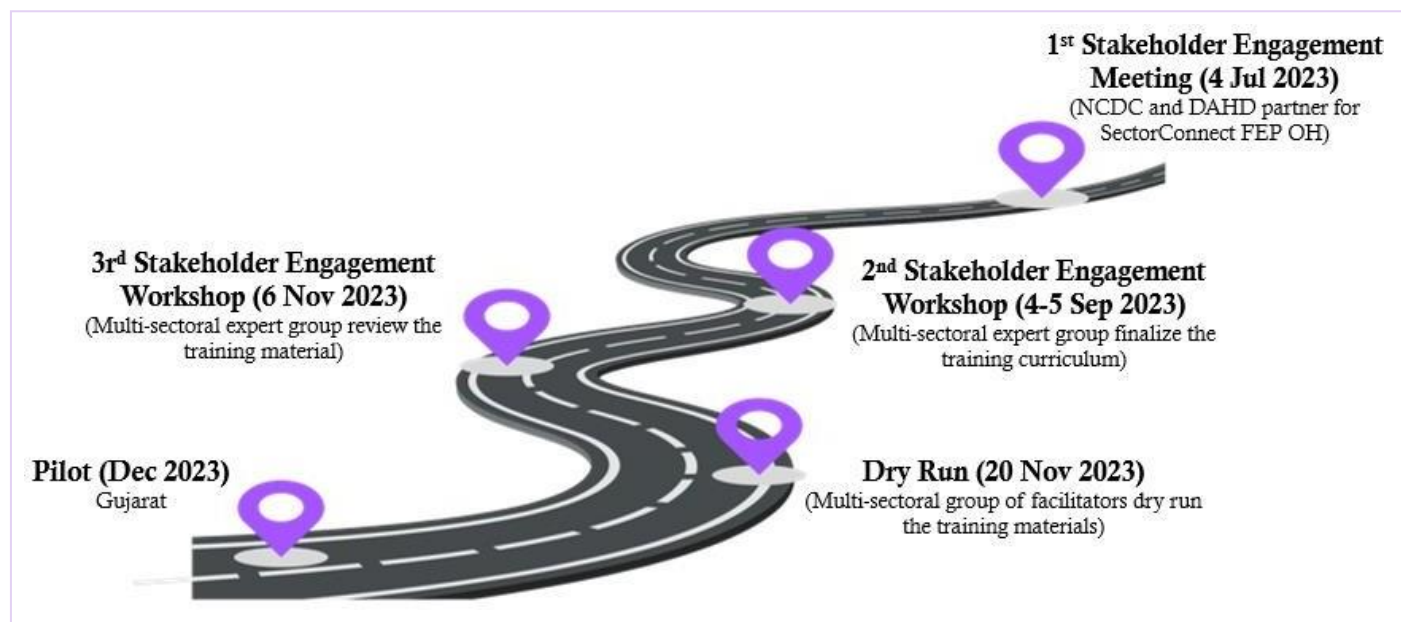 1st Stakeholder Engagement
Meeting (4 Jul 2023)
(NCDC and DAHD partner for
SectorConnect FEP OH)
3rd Stakeholder Engagement
Workshop (6 Nov 2023)
(Multi-sectoral expert group review the
training material)
2nd Stakeholder Engagement
Workshop (4-5 Sep 2023)
(Multi-sectoral expert group finalize the
training curriculum)
Pilot (Dec 2023)
Gujarat
Dry Run (20 Nov 2023)
(Multi-sectoral group of facilitators dry run
the training materials)